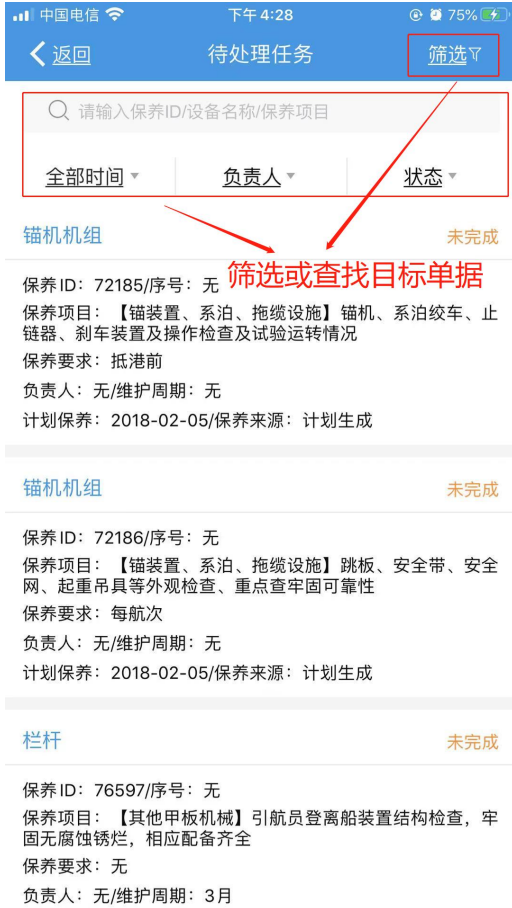 中国电信 下午4:28 75%
返回 待处理任务 筛选
请输入保养ID/设备名称/保养项目
全部时间 负责人 状态
锚机机组 未完成
筛选或查找目标单据
保养ID：72185/序号：无
保养项目：【锚装置、系泊、拖缆设施】锚机、系泊绞车、止
链器、刹车装置及操作检查及试验运转情况
保养要求：抵港前
负责人：无/维护周期：无
计划保养：2018-02-05/保养来源：计划生成
锚机机组 未完成
保养ID：72186/序号：无
保养项目：【锚装置、系泊、拖缆设施】跳板、安全带、安全
网、起重吊具等外观检查、重点查牢固可靠性
保养要求：每航次
负责人：无/维护周期：无
计划保养：2018-02-05/保养来源：计划生成
栏杆 未完成
保养ID：76597/序号：无
保养项目：【其他甲板机械】引航员登离船装置结构检查，牢
固无腐蚀锈烂，相应配备齐全
保养要求：无
负责人：无/维护周期：3月